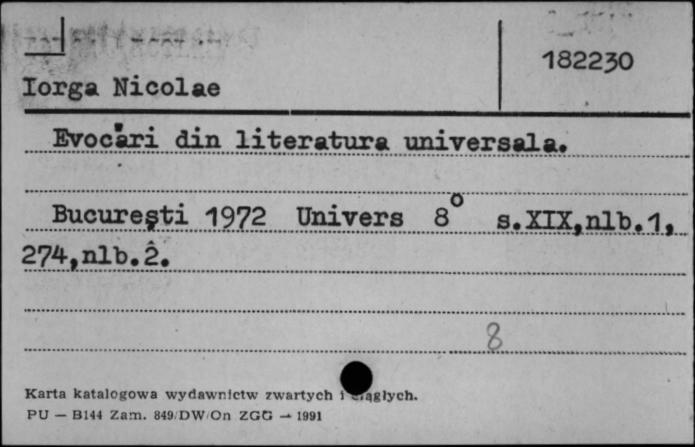 182230
Iorga Nicolae
Evocări din literatura universala.
București 1972 Univers 8° s.XIX,nlb.1,
274,nlb.2.
8
Karta katalogowa wydawnictw zwartych i ciągłych.
PU — B144 Zam. 849/DW/On ZGG — 1991